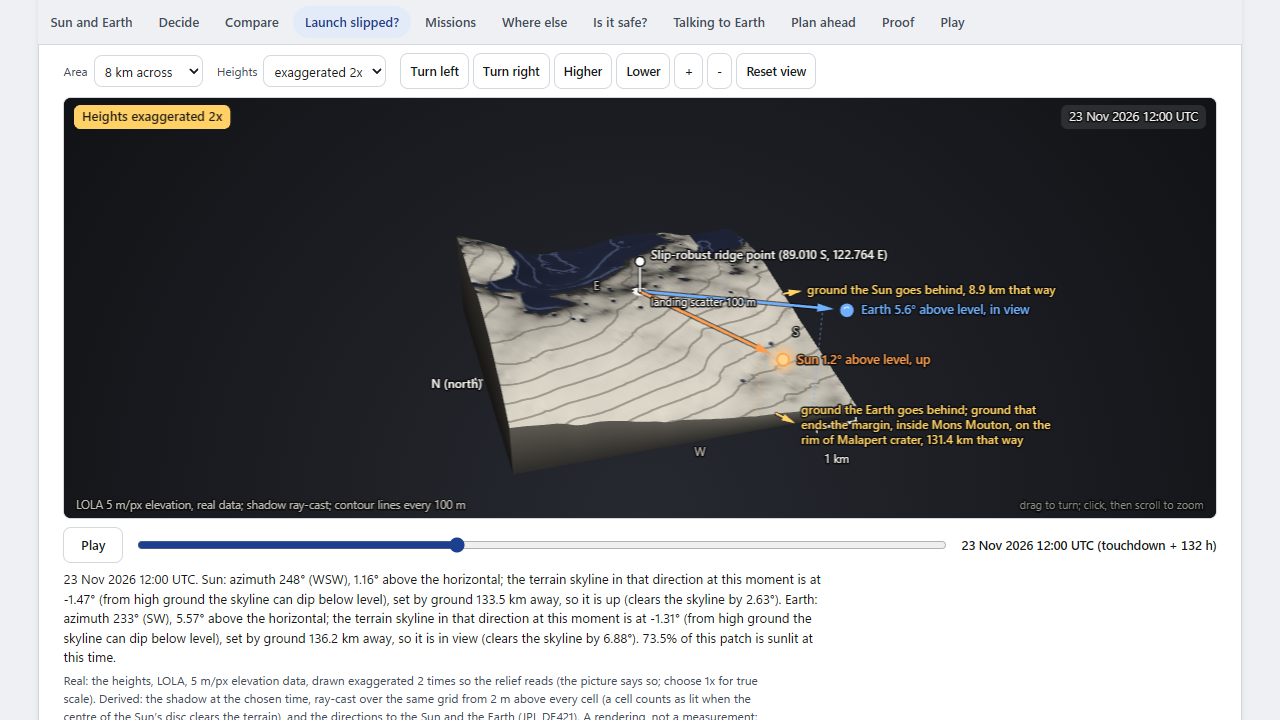 Sun and Earth Decide Compare Launch slipped? Missions Where else Is it safe? Talking to Earth Plan ahead Proof Play
Area 8 km across Heights exaggerated 2x Turn left Turn right Higher Lower + - Reset view
Heights exaggerated 2x
23 Nov 2026 12:00 UTC
Slip-robust ridge point (89.010 S, 122.764 E)
E
ground the Sun goes behind, 8.9 km that way
landing scatter 100 m
Earth 5.6° above level, in view
S
Sun 1.2° above level, up
N (north)
ground the Earth goes behind; ground that
ends the margin, inside Mons Mouton, on the
rim of Malapert crater, 131.4 km that way
W
1 km
LOLA 5 m/px elevation, real data; shadow ray-cast; contour lines every 100 m
drag to turn; click, then scroll to zoom
Play
23 Nov 2026 12:00 UTC (touchdown + 132 h)
23 Nov 2026 12:00 UTC. Sun: azimuth 248° (WSW), 1.16° above the horizontal; the terrain skyline in that direction at this moment is at
-1.47° (from high ground the skyline can dip below level), set by ground 133.5 km away, so it is up (clears the skyline by 2.63°). Earth:
azimuth 233° (SW), 5.57° above the horizontal; the terrain skyline in that direction at this moment is at -1.31° (from high ground the
skyline can dip below level), set by ground 136.2 km away, so it is in view (clears the skyline by 6.88°). 73.5% of this patch is sunlit at
this time.
Real: the heights, LOLA, 5 m/px elevation data, drawn exaggerated 2 times so the relief reads (the picture says so; choose 1x for true
scale). Derived: the shadow at the chosen time, ray-cast over the same grid from 2 m above every cell (a cell counts as lit when the
centre of the Sun's disc clears the terrain), and the directions to the Sun and the Earth (JPL DE421). A rendering, not a measurement: